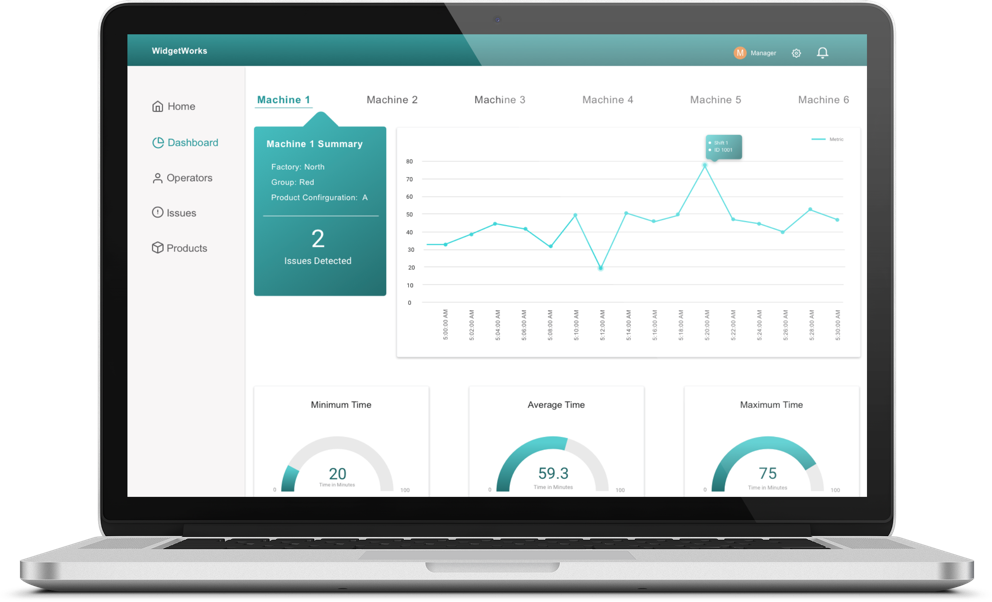 WidgetWorks
M Manager
Home
Dashboard
Operators
Issues
Products
Machine 1 Machine 2 Machine 3 Machine 4 Machine 5 Machine 6
Machine 1 Summary
Factory: North
Group: Red
Product Confirguration: A
2
Issues Detected
Metric
Shift 1
ID 1001
80
70
60
50
40
30
20
10
0
5:00:00 AM
5:02:00 AM
5:04:00 AM
5:06:00 AM
5:08:00 AM
5:10:00 AM
5:12:00 AM
5:14:00 AM
5:16:00 AM
5:18:00 AM
5:20:00 AM
5:22:00 AM
5:24:00 AM
5:26:00 AM
5:28:00 AM
5:30:00 AM
Minimum Time
20
Time in Minutes
0 100
Average Time
59.3
Time in Minutes
0 100
Maximum Time
75
Time in Minutes
0 100